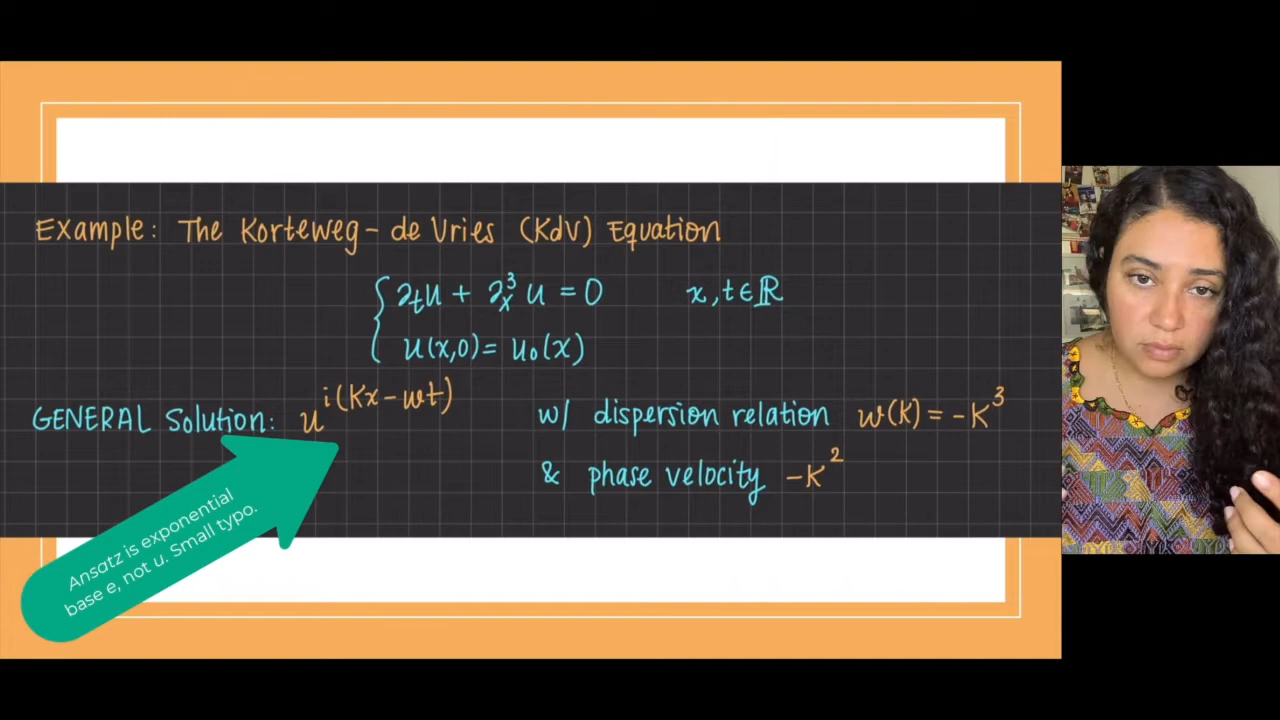 Example: The Korteweg-de Vries (KdV) Equation
∂ₜu + ∂ₓ³ u = 0 x, t ∈ ℝ
u(x,0) = u₀(x)
GENERAL Solution: u^{i(Kx - wt)} w/ dispersion relation w(K) = -K³
& phase velocity -K²
Ansatz is exponential
base e, not u. Small typo.